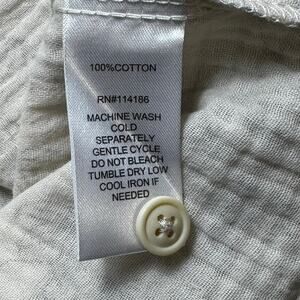 100%COTTON
RN#114186
MACHINE WASH
COLD
SEPARATELY
GENTLE CYCLE
DO NOT BLEACH
TUMBLE DRY LOW
COOL IRON IF
NEEDED